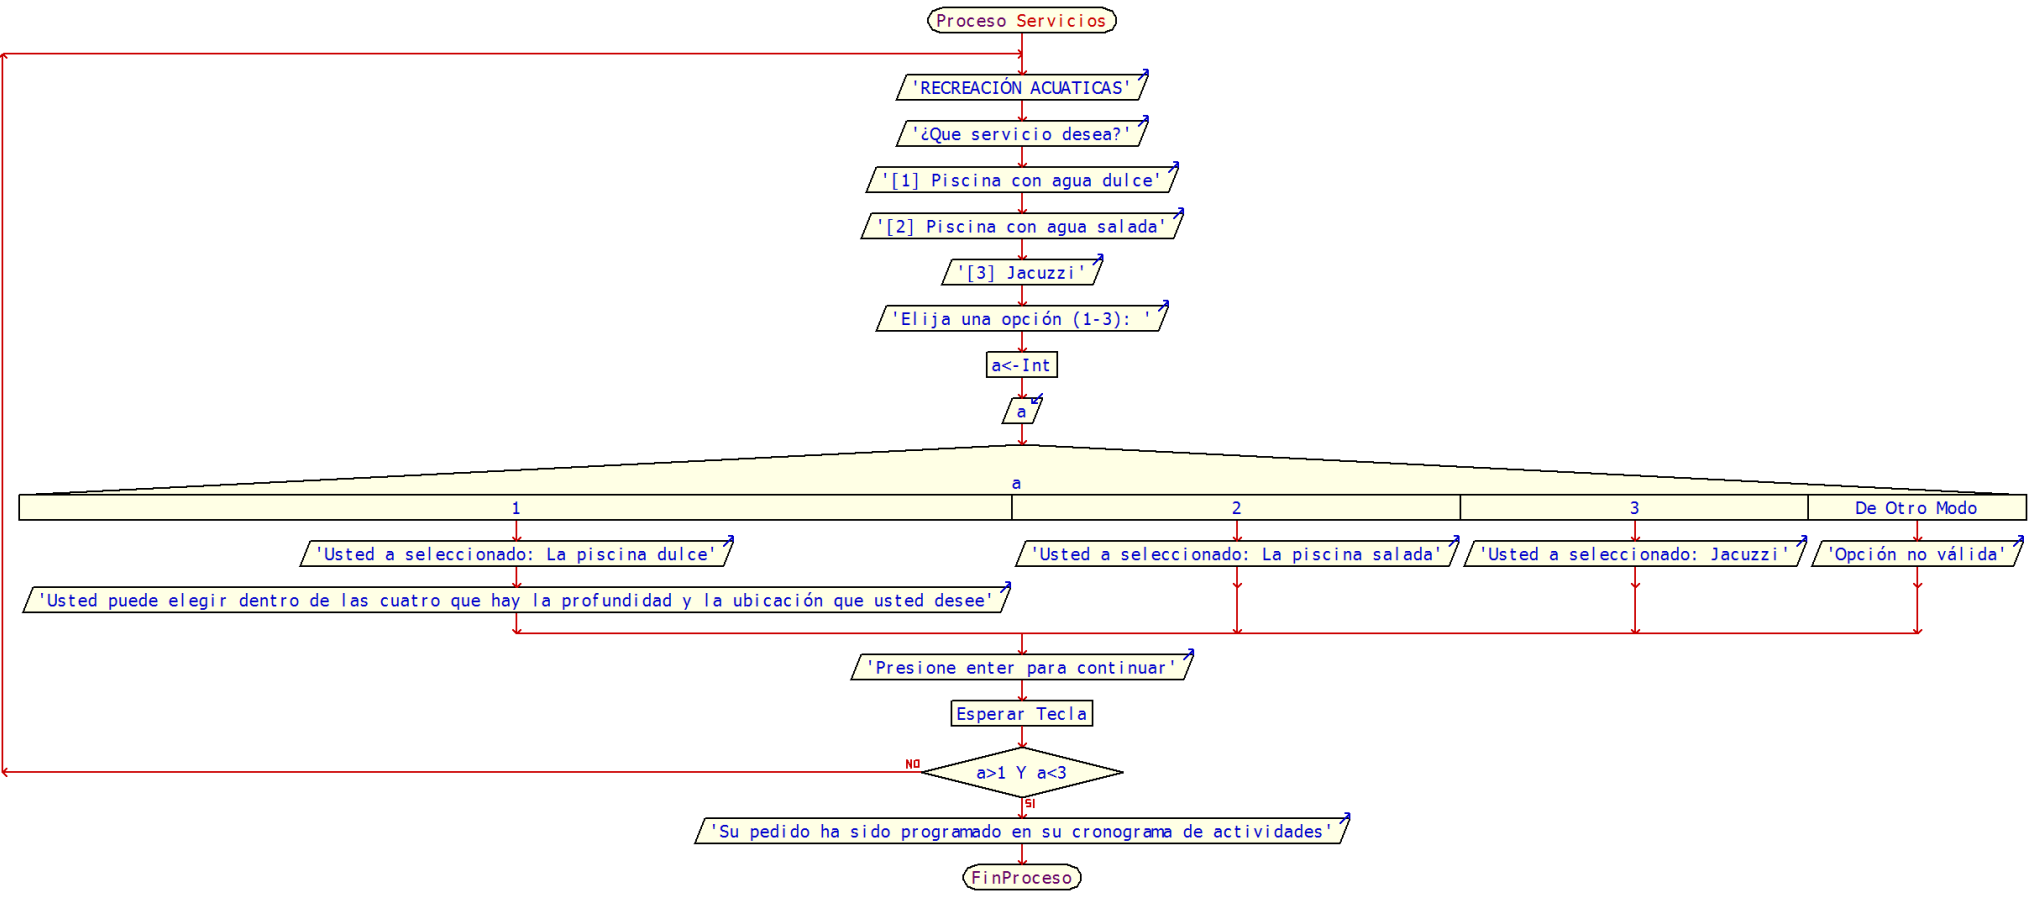 Proceso Servicios
'RECREACIÓN ACUATICAS'
'¿Que servicio desea?'
'[1] Piscina con agua dulce'
'[2] Piscina con agua salada'
'[3] Jacuzzi'
'Elija una opción (1-3): '
a<-Int
a
a
1 2 3 De Otro Modo
'Usted a seleccionado: La piscina dulce' 'Usted a seleccionado: La piscina salada' 'Usted a seleccionado: Jacuzzi' 'Opción no válida'
'Usted puede elegir dentro de las cuatro que hay la profundidad y la ubicación que usted desee'
'Presione enter para continuar'
Esperar Tecla
NO
a>1 Y a<3
SI
'Su pedido ha sido programado en su cronograma de actividades'
FinProceso